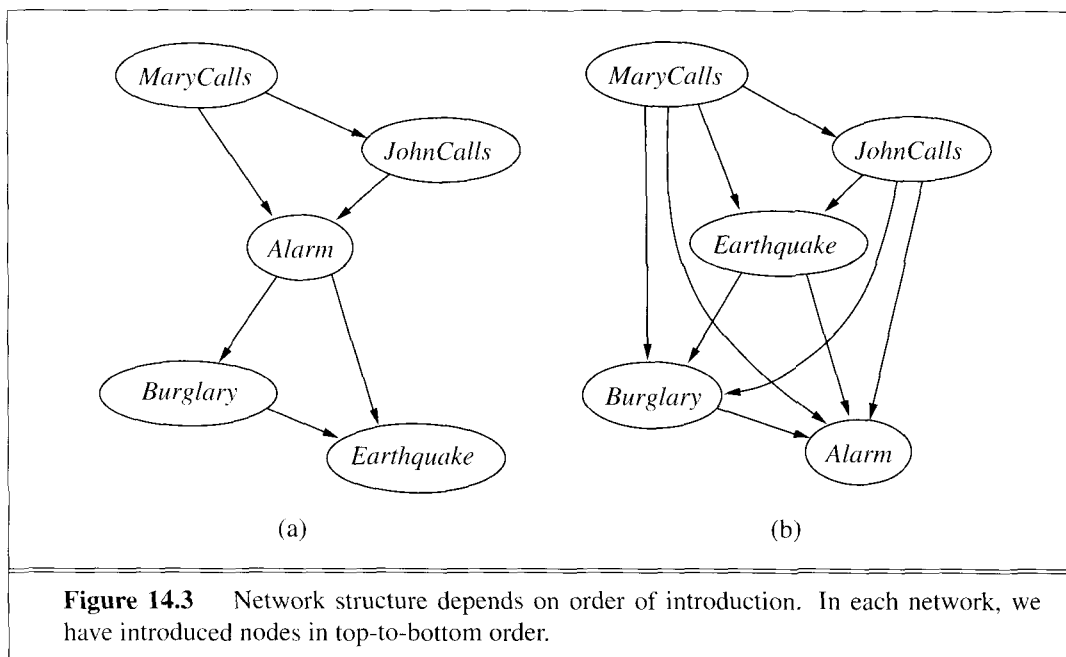 MaryCalls
JohnCalls
Alarm
Burglary
Earthquake
(a)
MaryCalls
JohnCalls
Earthquake
Burglary
Alarm
(b)
Figure 14.3 Network structure depends on order of introduction. In each network, we
have introduced nodes in top-to-bottom order.